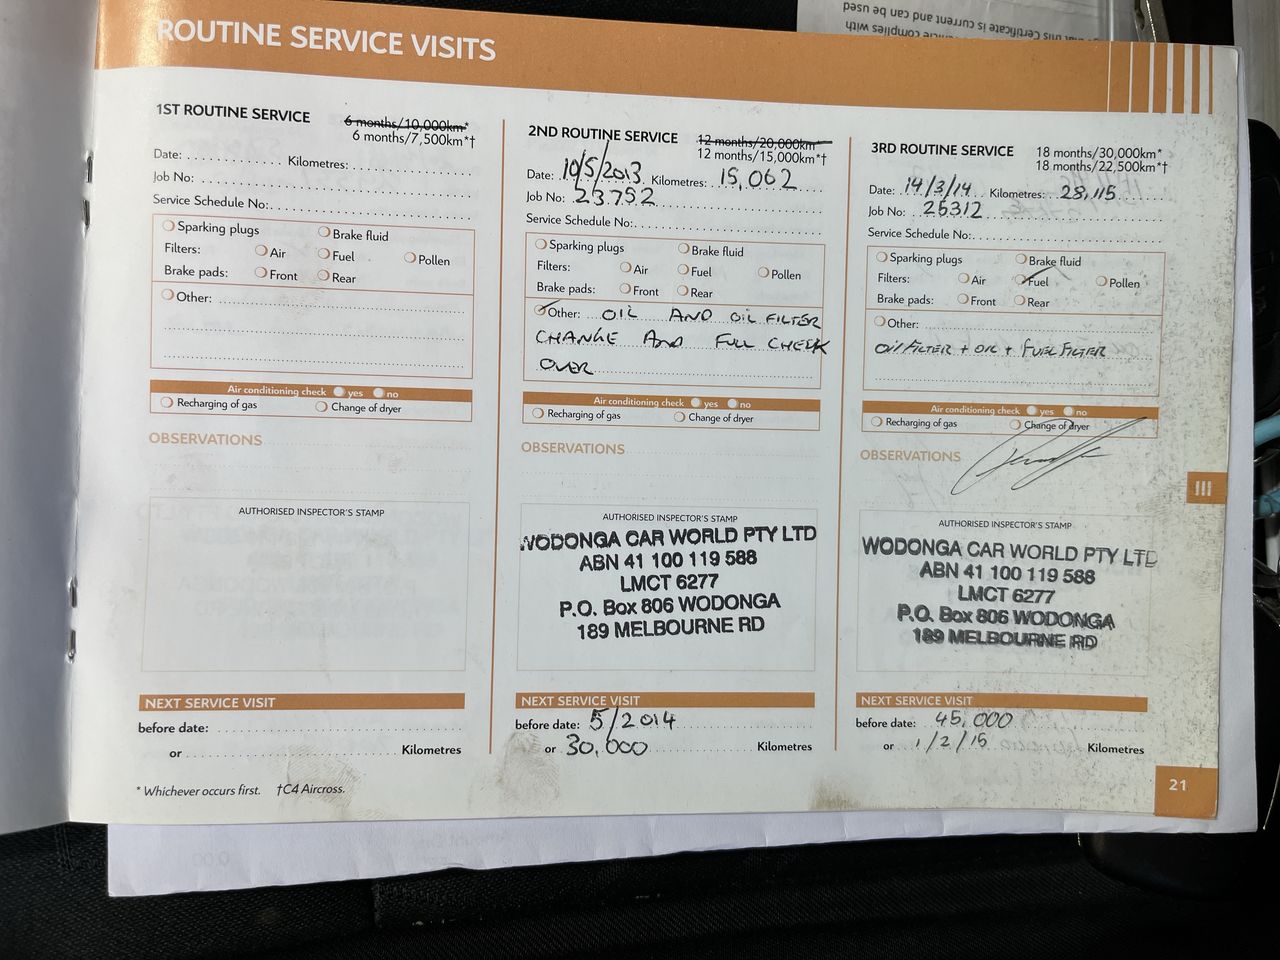 that this Certificate is current and can be used
complies with
ROUTINE SERVICE VISITS
1ST ROUTINE SERVICE
6 months/10,000km*
6 months/7,500km*†
Date: Kilometres:
Job No:
Service Schedule No:
Sparking plugs Brake fluid
Filters: Air Fuel Pollen
Brake pads: Front Rear
Other:
Air conditioning check yes no
Recharging of gas Change of dryer
OBSERVATIONS
AUTHORISED INSPECTOR'S STAMP
NEXT SERVICE VISIT
before date:
or Kilometres
* Whichever occurs first. †C4 Aircross.
2ND ROUTINE SERVICE
12 months/20,000km*
12 months/15,000km*†
Date: 10/5/2013 Kilometres: 15,062
Job No: 23752
Service Schedule No:
Sparking plugs Brake fluid
Filters: Air Fuel Pollen
Brake pads: Front Rear
Other: OIL AND OIL FILTER
CHANGE AND FULL CHECK
OVER
Air conditioning check yes no
Recharging of gas Change of dryer
OBSERVATIONS
AUTHORISED INSPECTOR'S STAMP
WODONGA CAR WORLD PTY LTD
ABN 41 100 119 588
LMCT 6277
P.O. Box 806 WODONGA
189 MELBOURNE RD
NEXT SERVICE VISIT
before date: 5/2014
or 30,000 Kilometres
3RD ROUTINE SERVICE
18 months/30,000km*
18 months/22,500km*†
Date: 14/3/14 Kilometres: 28,115
Job No: 25312
Service Schedule No:
Sparking plugs Brake fluid
Filters: Air Fuel Pollen
Brake pads: Front Rear
Other:
OIL FILTER + OIL + FUEL FILTER
Air conditioning check yes no
Recharging of gas Change of dryer
OBSERVATIONS
AUTHORISED INSPECTOR'S STAMP
WODONGA CAR WORLD PTY LTD
ABN 41 100 119 588
LMCT 6277
P.O. Box 806 WODONGA
189 MELBOURNE RD
NEXT SERVICE VISIT
before date: 45,000
or 1/2/15 Kilometres
III
21